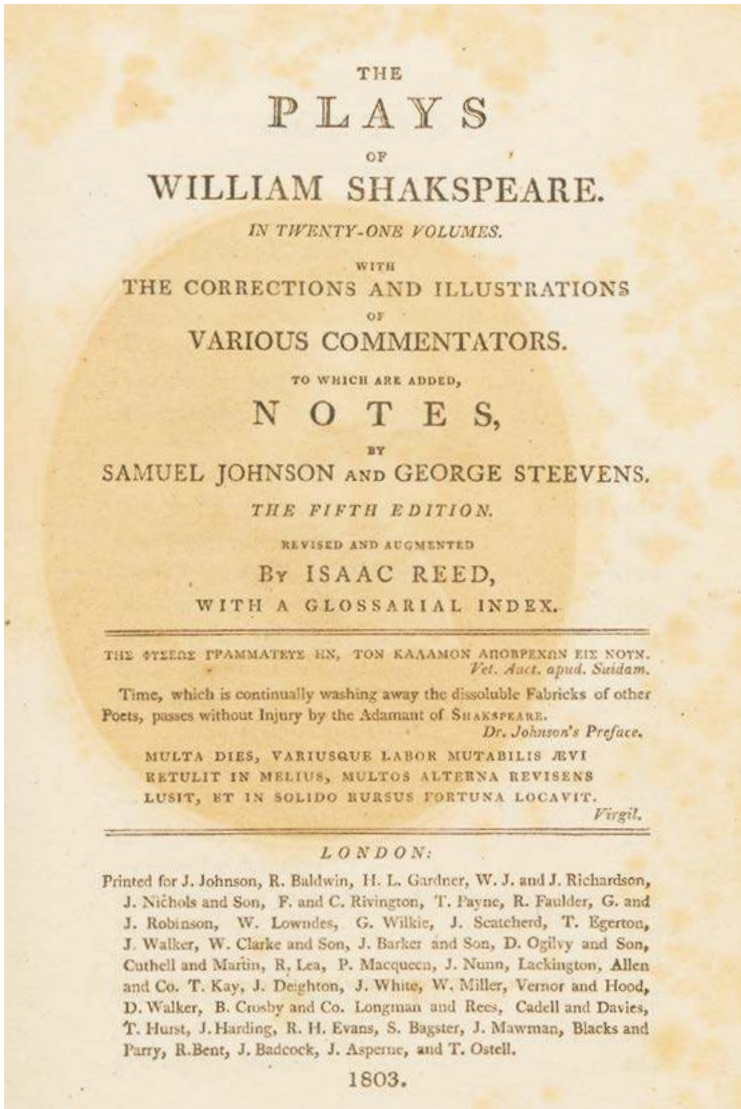 THE
PLAYS
OF
WILLIAM SHAKSPEARE.
IN TWENTY-ONE VOLUMES.
WITH
THE CORRECTIONS AND ILLUSTRATIONS
OF
VARIOUS COMMENTATORS.
TO WHICH ARE ADDED,
NOTES,
BY
SAMUEL JOHNSON AND GEORGE STEEVENS.
THE FIFTH EDITION.
REVISED AND AUGMENTED
BY ISAAC REED,
WITH A GLOSSARIAL INDEX.
ΤΗΣ ΦΥΣΕΩΣ ΓΡΑΜΜΑΤΕΥΣ ΗΝ, ΤΟΝ ΚΑΛΑΜΟΝ ΑΠΟΒΡΕΧΩΝ ΕΙΣ ΝΟΥΝ.
Vet. Auct. apud. Suidam.
Time, which is continually washing away the dissoluble Fabricks of other
Poets, passes without Injury by the Adamant of SHAKSPEARE.
Dr. Johnson's Preface.
MULTA DIES, VARIUSQUE LABOR MUTABILIS ÆVI
RETULIT IN MELIUS, MULTOS ALTERNA REVISENS
LUSIT, ET IN SOLIDO RURSUS FORTUNA LOCAVIT.
Virgil.
LONDON:
Printed for J. Johnson, R. Baldwin, H. L. Gardner, W. J. and J. Richardson,
J. Nichols and Son, F. and C. Rivington, T. Payne, R. Faulder, G. and
J. Robinson, W. Lowndes, G. Wilkie, J. Scatcherd, T. Egerton,
J. Walker, W. Clarke and Son, J. Barker and Son, D. Ogilvy and Son,
Cuthell and Martin, R. Lea, P. Macqueen, J. Nunn, Lackington, Allen
and Co. T. Kay, J. Deighton, J. White, W. Miller, Vernor and Hood,
D. Walker, B. Crosby and Co. Longman and Rees, Cadell and Davies,
T. Hurst, J. Harding, R. H. Evans, S. Bagster, J. Mawman, Blacks and
Parry, R. Bent, J. Badcock, J. Asperne, and T. Ostell.
1803.